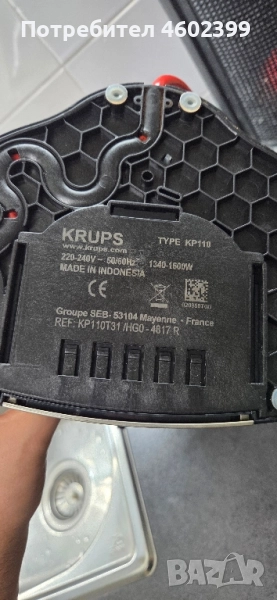 Потребител 4602399
KRUPS
TYPE KP110
www.krups.com
220-240V ~ 50/60Hz 1340-1600W
MADE IN INDONESIA
CE
Groupe SEB- 53104 Mayenne - France
REF: KP110T31 /HG0 - 4817 R
BAZAR